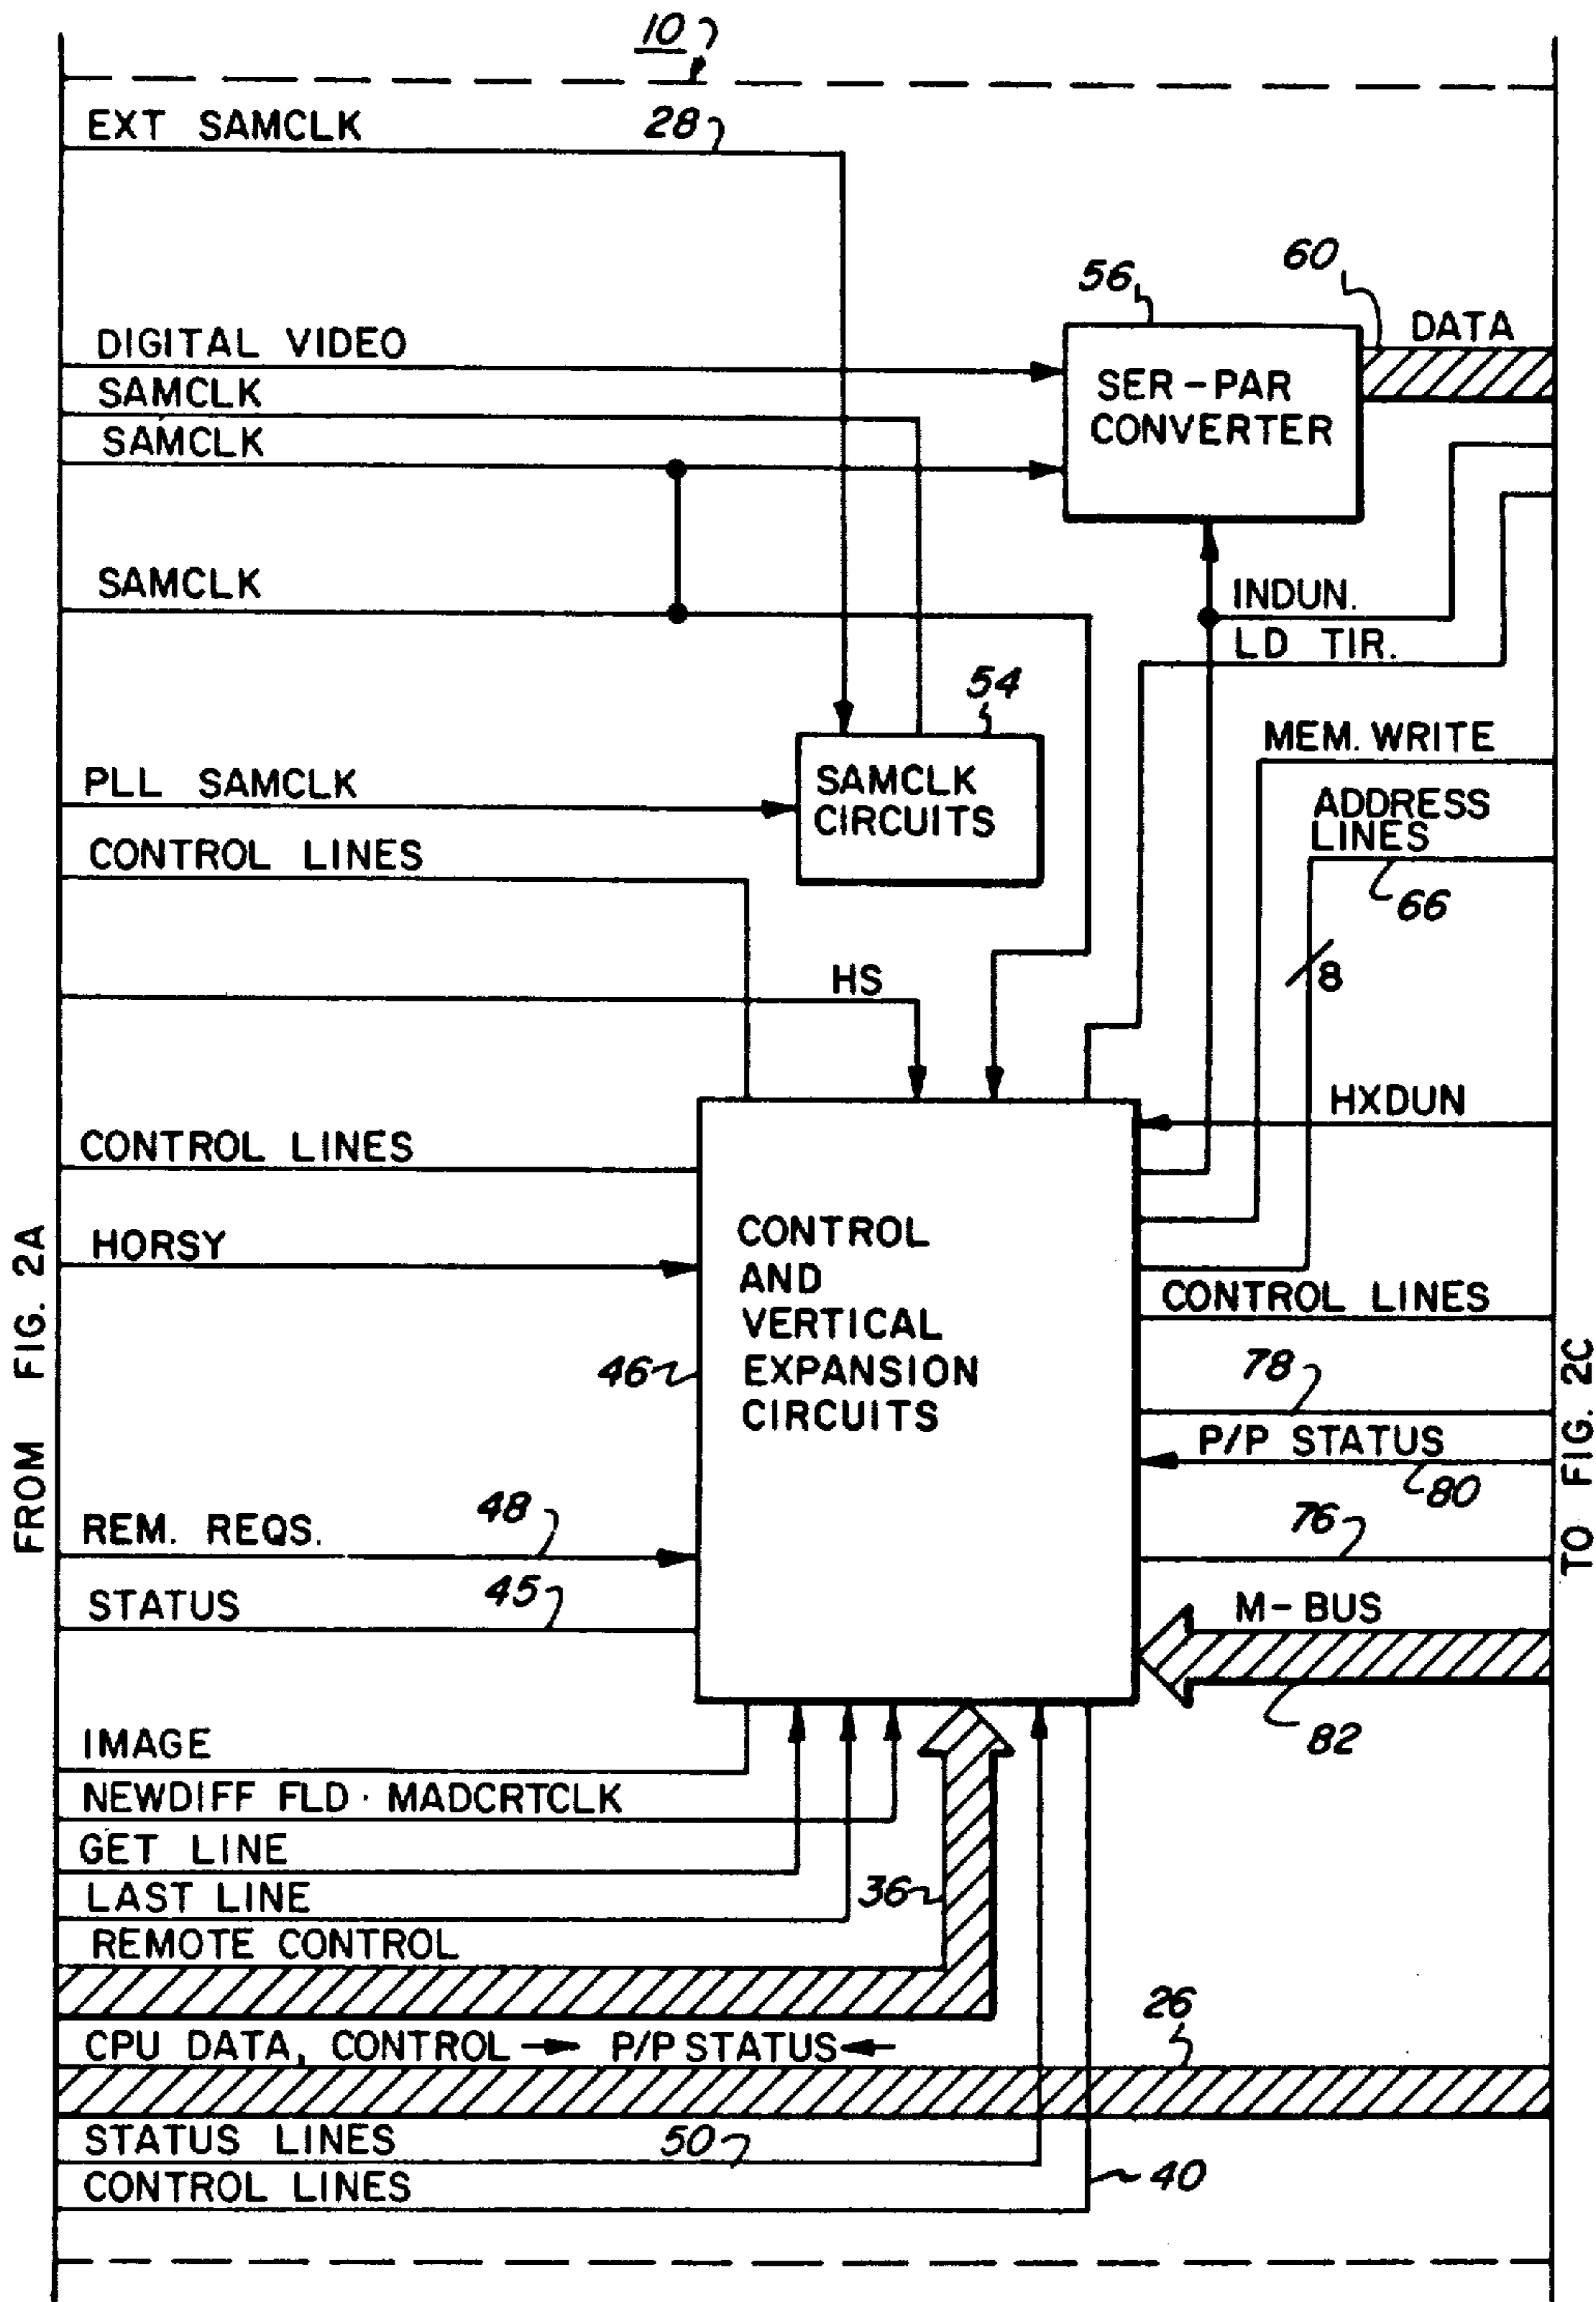 10
EXT SAMCLK
28
56
60
DATA
DIGITAL VIDEO
SAMCLK
SAMCLK
SER-PAR
CONVERTER
SAMCLK
INDUN.
LD TIR.
54
MEM. WRITE
PLL SAMCLK
SAMCLK
CIRCUITS
ADDRESS
LINES
66
CONTROL LINES
8
HS
HXDUN
CONTROL LINES
HORSY
CONTROL
AND
VERTICAL
EXPANSION
CIRCUITS
46
CONTROL LINES
78
P/P STATUS
80
FROM FIG. 2A
TO FIG. 2C
REM. REQS.
48
76
STATUS
45
M-BUS
82
IMAGE
NEWDIFF FLD · MADCRTCLK
GET LINE
LAST LINE
36
REMOTE CONTROL
CPU DATA, CONTROL → P/P STATUS ←
26
STATUS LINES
50
CONTROL LINES
40